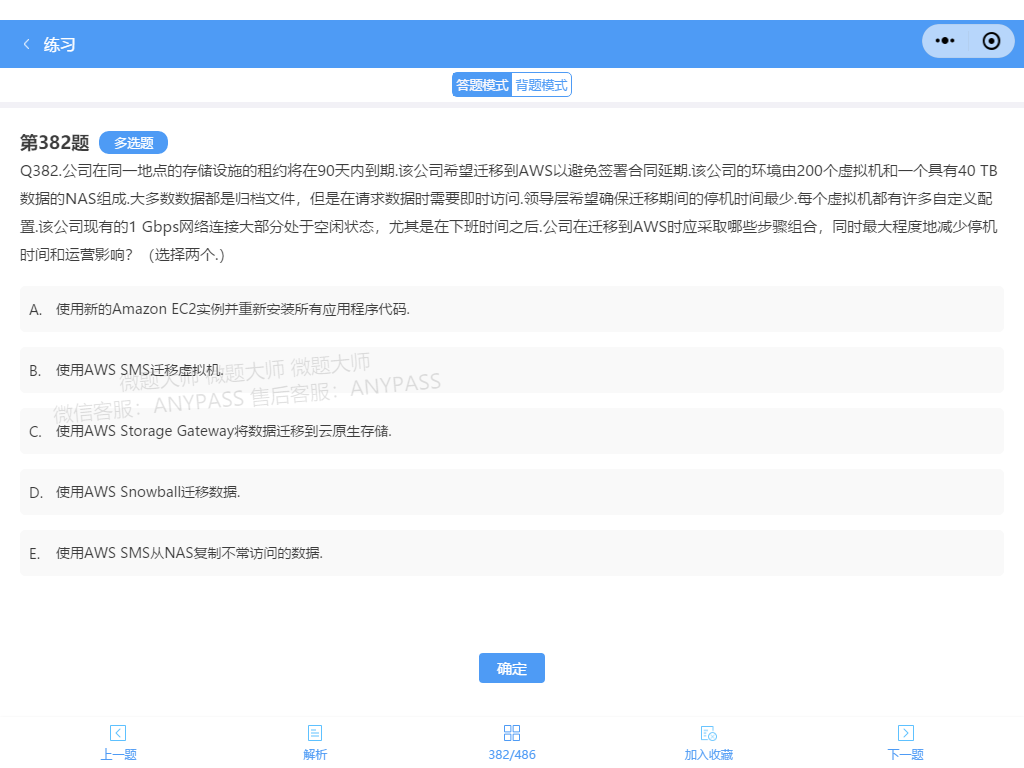 练习
答题模式 背题模式
第382题 多选题
Q382.公司在同一地点的存储设施的租约将在90天内到期.该公司希望迁移到AWS以避免签署合同延期.该公司的环境由200个虚拟机和一个具有40 TB
数据的NAS组成.大多数数据都是归档文件，但是在请求数据时需要即时访问.领导层希望确保迁移期间的停机时间最少.每个虚拟机都有许多自定义配
置.该公司现有的1 Gbps网络连接大部分处于空闲状态，尤其是在下班时间之后.公司在迁移到AWS时应采取哪些步骤组合，同时最大程度地减少停机
时间和运营影响？（选择两个.）
A. 使用新的Amazon EC2实例并重新安装所有应用程序代码.
B. 使用AWS SMS迁移虚拟机.
微题大师 微题大师 微题大师
微信客服：ANYPASS 售后客服：ANYPASS
C. 使用AWS Storage Gateway将数据迁移到云原生存储.
D. 使用AWS Snowball迁移数据.
E. 使用AWS SMS从NAS复制不常访问的数据.
确定
上一题 解析 382/486 加入收藏 下一题